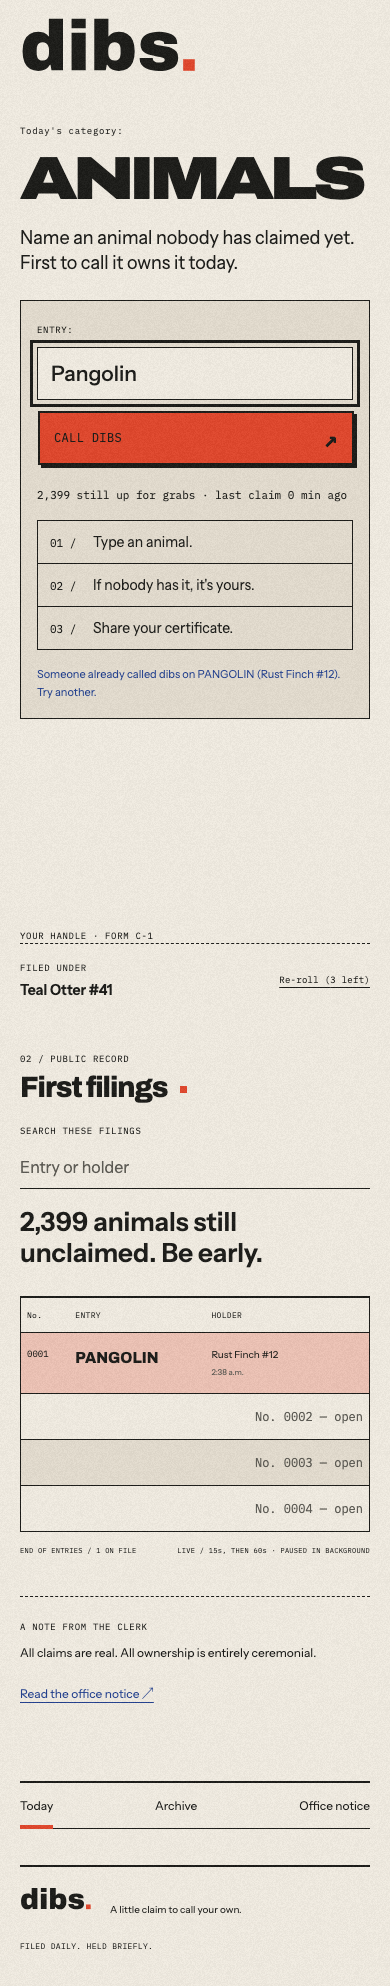 dibs.
Today's category:
ANIMALS
Name an animal nobody has claimed yet.
First to call it owns it today.
ENTRY:
Pangolin
CALL DIBS ↗
2,399 still up for grabs · last claim 0 min ago
01 / Type an animal.
02 / If nobody has it, it's yours.
03 / Share your certificate.
Someone already called dibs on PANGOLIN (Rust Finch #12).
Try another.
YOUR HANDLE · FORM C-1
FILED UNDER
Teal Otter #41
Re-roll (3 left)
02 / PUBLIC RECORD
First filings
SEARCH THESE FILINGS
Entry or holder
2,399 animals still
unclaimed. Be early.
No. ENTRY HOLDER
0001 PANGOLIN Rust Finch #12
2:38 a.m.
No. 0002 — open
No. 0003 — open
No. 0004 — open
END OF ENTRIES / 1 ON FILE LIVE / 15s, THEN 60s · PAUSED IN BACKGROUND
A NOTE FROM THE CLERK
All claims are real. All ownership is entirely ceremonial.
Read the office notice ↗
Today Archive Office notice
dibs. A little claim to call your own.
FILED DAILY. HELD BRIEFLY.